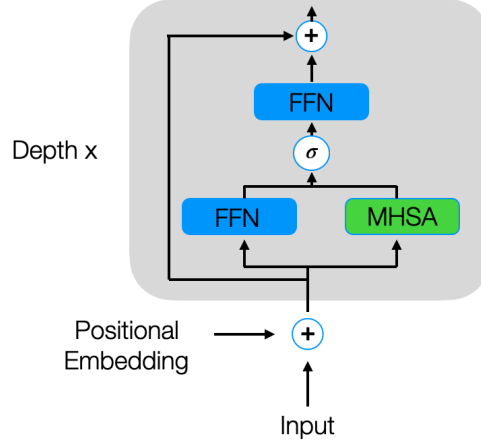 +
FFN
Depth x
σ
FFN
MHSA
Positional
Embedding
+
Input